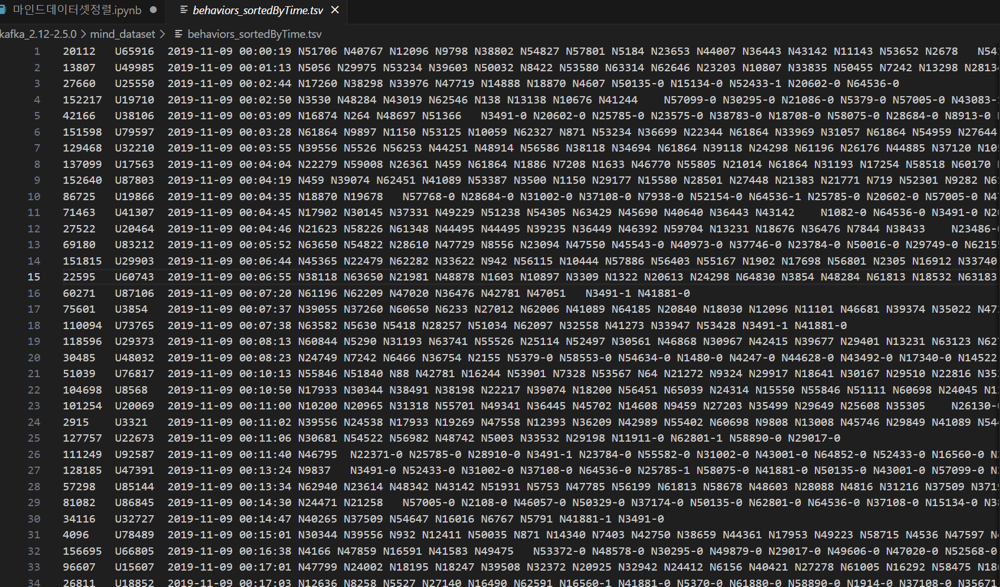 마인드데이터셋정렬.ipynb ● behaviors_sortedByTime.tsv ×
kafka_2.12-2.5.0 > mind_dataset > behaviors_sortedByTime.tsv
1 20112 U65916 2019-11-09 00:00:19 N51706 N40767 N12096 N9798 N38802 N54827 N57801 N5184 N23653 N44007 N36443 N43142 N11143 N53652 N2678
2 13807 U49985 2019-11-09 00:01:13 N5056 N29975 N53234 N39603 N50032 N8422 N53580 N63314 N62646 N23203 N10807 N33835 N50455 N7242 N13298
3 27660 U25550 2019-11-09 00:02:44 N17260 N38298 N33976 N47719 N14888 N18870 N4607 N50135-0 N15134-0 N52433-1 N20602-0 N64536-0
4 152217 U19710 2019-11-09 00:02:50 N3530 N48284 N43019 N62546 N138 N13138 N10676 N41244 N57099-0 N30295-0 N21086-0 N5379-0 N57005-0
5 42166 U38106 2019-11-09 00:03:09 N16874 N264 N48697 N51366 N3491-0 N20602-0 N25785-0 N23575-0 N38783-0 N18708-0 N58075-0 N28684-0 N8913-0
6 151598 U79597 2019-11-09 00:03:28 N61864 N9897 N1150 N53125 N10059 N62327 N871 N53234 N36699 N22344 N61864 N33969 N31057 N61864 N54959 N27644
7 129468 U32210 2019-11-09 00:03:55 N39556 N5526 N56253 N44251 N48914 N56586 N38118 N34694 N61864 N39118 N24298 N61196 N26176 N44885 N37120
8 137099 U17563 2019-11-09 00:04:04 N22279 N59008 N26361 N459 N61864 N1886 N7208 N1633 N46770 N55805 N21014 N61864 N31193 N17254 N58518 N60170
9 152640 U87803 2019-11-09 00:04:19 N459 N39074 N62451 N41089 N53387 N3500 N1150 N29177 N15580 N28501 N27448 N21383 N21771 N719 N52301 N9282
10 86725 U19866 2019-11-09 00:04:35 N18870 N19678 N57768-0 N28684-0 N31002-0 N37108-0 N7938-0 N52154-0 N64536-1 N25785-0 N20602-0 N57005-0
11 71463 U41307 2019-11-09 00:04:45 N17902 N30145 N37331 N49229 N51238 N54305 N63429 N45690 N40640 N36443 N43142 N1082-0 N64536-0 N3491-0
12 27522 U20464 2019-11-09 00:04:46 N21623 N58226 N61348 N44495 N44495 N39235 N36449 N46392 N59704 N13231 N18676 N36476 N7844 N38433
13 69180 U83212 2019-11-09 00:05:52 N63650 N54822 N28610 N47729 N8556 N23094 N47550 N45543-0 N40973-0 N37746-0 N23784-0 N50016-0 N29749-0
14 151815 U29903 2019-11-09 00:06:44 N45365 N22479 N62282 N33622 N942 N56115 N10444 N57886 N56403 N55167 N1902 N17698 N56801 N2305 N16912 N33740
15 22595 U60743 2019-11-09 00:06:55 N38118 N63650 N21981 N48878 N1603 N10897 N3309 N1322 N20613 N24298 N64830 N3854 N48284 N61813 N18532 N63183
16 60271 U87106 2019-11-09 00:07:20 N61196 N62209 N47020 N36476 N42781 N47051 N3491-1 N41881-0
17 75601 U3854 2019-11-09 00:07:37 N39055 N37260 N60650 N6233 N27012 N62006 N41089 N64185 N20840 N18030 N12096 N11101 N46681 N39374 N35022
18 110094 U73765 2019-11-09 00:07:38 N63582 N5630 N5418 N28257 N51034 N62097 N32558 N41273 N33947 N53428 N3491-1 N41881-0
19 118596 U29373 2019-11-09 00:08:13 N60844 N5290 N31193 N63741 N55526 N25114 N52497 N30561 N46868 N30967 N42415 N39677 N29401 N13231 N63123
20 30485 U48032 2019-11-09 00:08:23 N24749 N7242 N6466 N36754 N2155 N5379-0 N58553-0 N54634-0 N1480-0 N4247-0 N44628-0 N43492-0 N17340-0 N14522
21 51039 U76817 2019-11-09 00:10:13 N55846 N51840 N88 N42781 N16244 N53901 N7328 N53567 N64 N21272 N9324 N29917 N18641 N30167 N29510 N22816
22 104698 U8568 2019-11-09 00:10:50 N17933 N30344 N38491 N38198 N22217 N39074 N18200 N56451 N65039 N24314 N15550 N55846 N51111 N60698 N24045
23 101254 U20069 2019-11-09 00:11:00 N10200 N20965 N31318 N55701 N49341 N36445 N45702 N14608 N9459 N27203 N35499 N29649 N25608 N35305
24 2915 U3321 2019-11-09 00:11:02 N39556 N24538 N17933 N19269 N47558 N12393 N36209 N42989 N55402 N60698 N9808 N13008 N45746 N29849 N41089
25 127757 U22673 2019-11-09 00:11:06 N30681 N54522 N56982 N48742 N5003 N33532 N29198 N11911-0 N62801-1 N58890-0 N29017-0
26 111249 U92587 2019-11-09 00:11:40 N46795 N22371-0 N25785-0 N28910-0 N3491-1 N23784-0 N55582-0 N31002-0 N43001-0 N64852-0 N52433-0 N16560-0
27 128185 U47391 2019-11-09 00:13:24 N9837 N3491-0 N52433-0 N31002-0 N37108-0 N64536-0 N25785-1 N58075-0 N41881-0 N50135-0 N43001-0 N57099-0
28 57298 U85144 2019-11-09 00:13:34 N62940 N23614 N48342 N43142 N51931 N5753 N47785 N56199 N61813 N58678 N48603 N28088 N4816 N31216 N37509
29 81082 U86845 2019-11-09 00:14:30 N24471 N21258 N57005-0 N2108-0 N46057-0 N50329-0 N37174-0 N50135-0 N62801-0 N64536-0 N37108-0 N15134-0
30 34116 U32727 2019-11-09 00:14:47 N40265 N37509 N54647 N16016 N6767 N5791 N41881-1 N3491-0
31 4096 U78489 2019-11-09 00:15:01 N30344 N39556 N932 N12411 N50035 N871 N14340 N7403 N42750 N38659 N44361 N17953 N49223 N58715 N4536 N47597
32 156695 U66805 2019-11-09 00:16:38 N4166 N47859 N16591 N41583 N49475 N53372-0 N48578-0 N30295-0 N49879-0 N29017-0 N49606-0 N47020-0 N52568-0
33 96607 U15607 2019-11-09 00:17:01 N47799 N24002 N18195 N18247 N39508 N32372 N20925 N32942 N24412 N6156 N40421 N27278 N61005 N16292 N58475
34 26811 U18852 2019-11-09 00:17:03 N12636 N8258 N5527 N27140 N16490 N62591 N16560-1 N41881-0 N5370-0 N61880-0 N58890-0 N1914-0 N37108-0 N35671